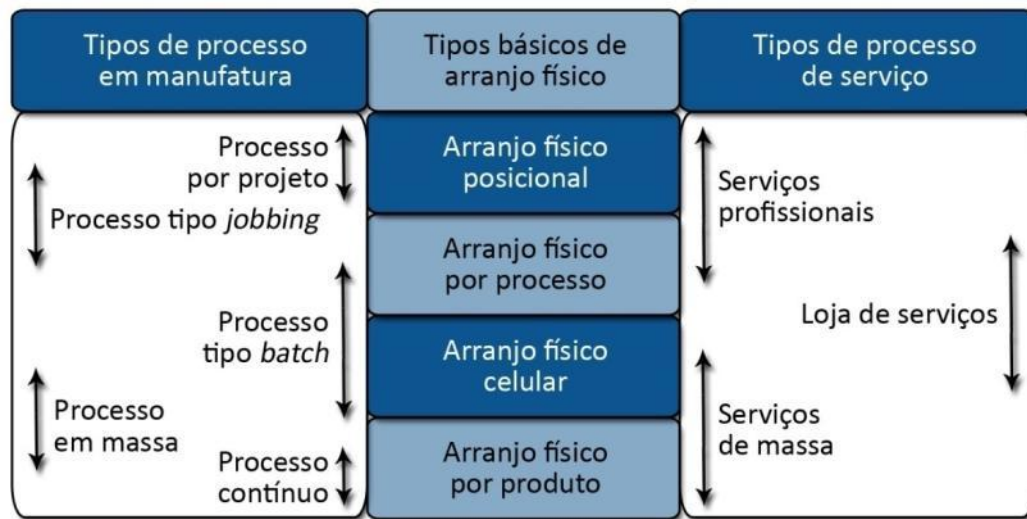 Tipos de processo
em manufatura
Tipos básicos de
arranjo físico
Tipos de processo
de serviço
Processo
por projeto
Processo tipo jobbing
Processo
tipo batch
Processo
em massa
Processo
contínuo
Arranjo físico
posicional
Arranjo físico
por processo
Arranjo físico
celular
Arranjo físico
por produto
Serviços
profissionais
Loja de serviços
Serviços
de massa